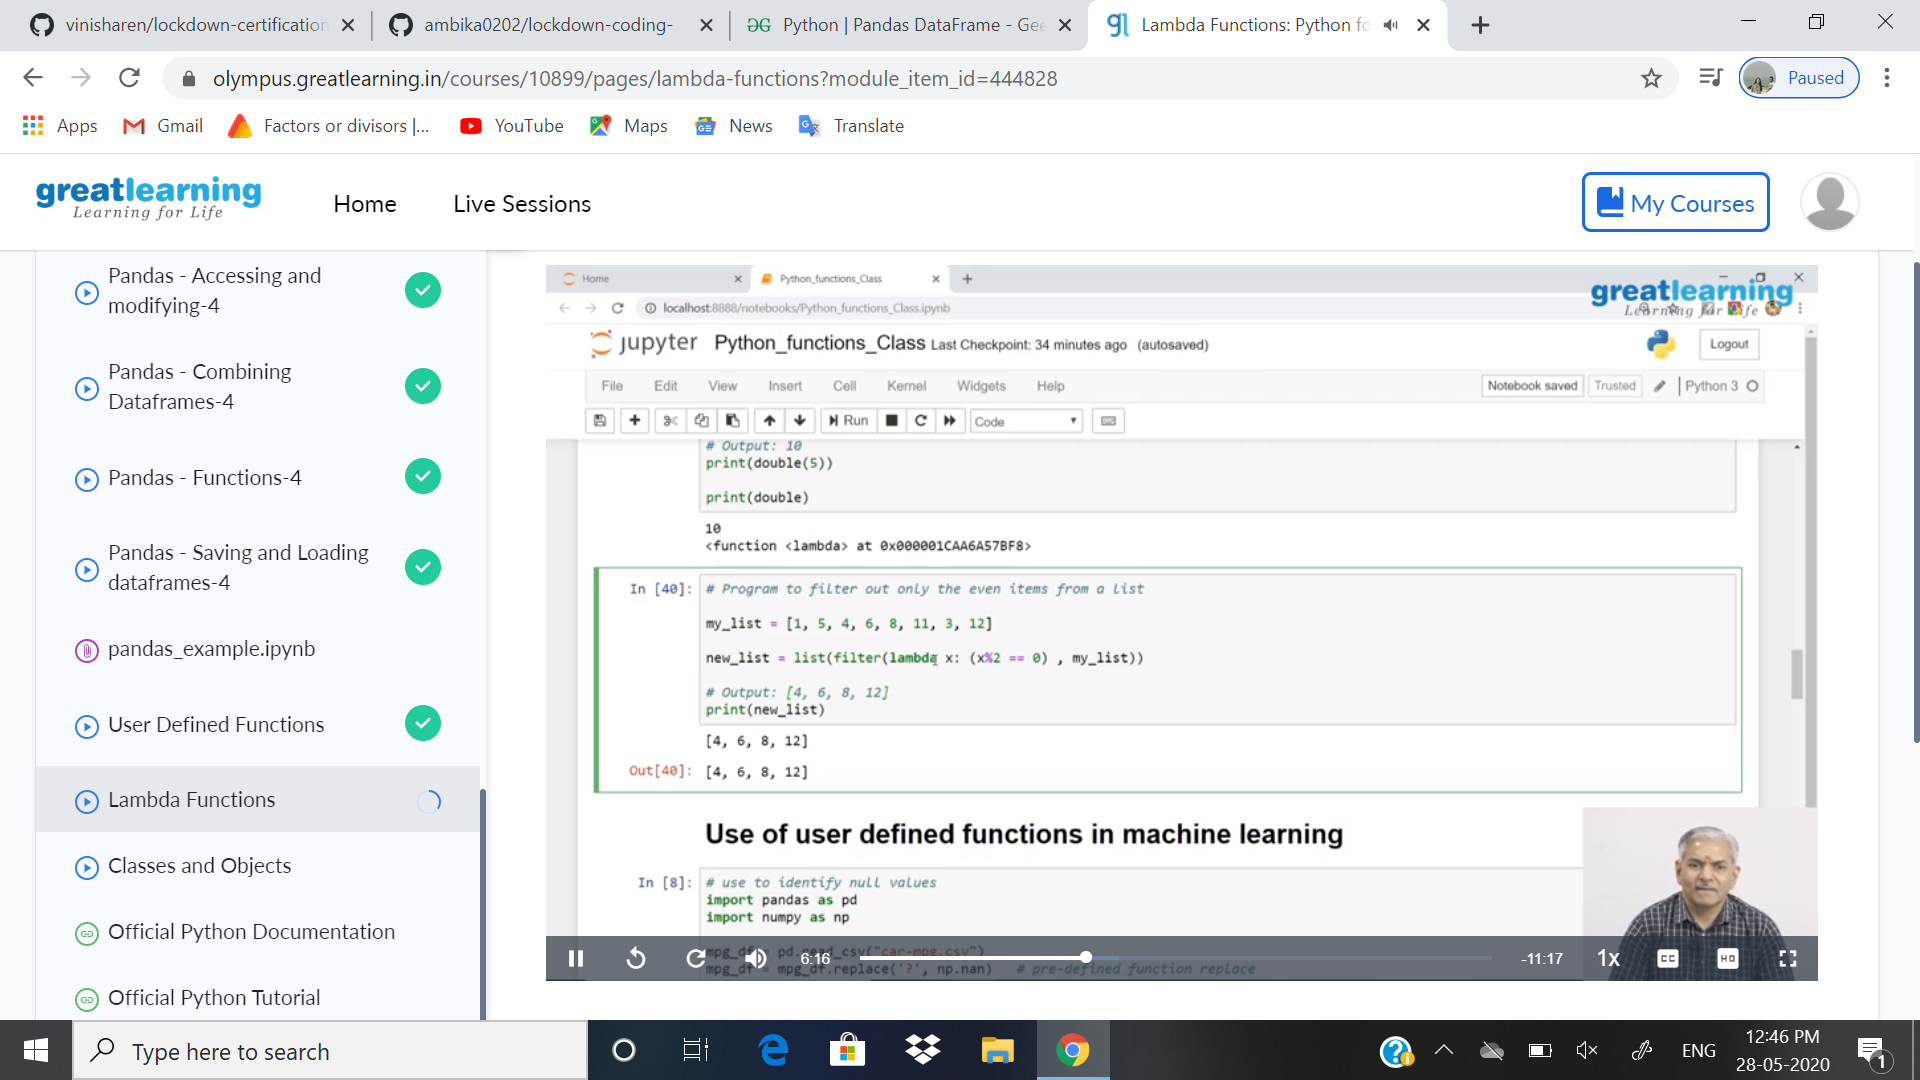 vinisharen/lockdown-certification
ambika0202/lockdown-coding-
Python | Pandas DataFrame - Gee
Lambda Functions: Python fo
olympus.greatlearning.in/courses/10899/pages/lambda-functions?module_item_id=444828
Paused
Apps
Gmail
Factors or divisors |...
YouTube
Maps
News
Translate
greatlearning
Learning for Life
Home
Live Sessions
My Courses
Pandas - Accessing and
modifying-4
Pandas - Combining
Dataframes-4
Pandas - Functions-4
Pandas - Saving and Loading
dataframes-4
pandas_example.ipynb
User Defined Functions
Lambda Functions
Classes and Objects
Official Python Documentation
Official Python Tutorial
Home
Python_functions_Class
localhost:8888/notebooks/Python_functions_Class.ipynb
greatlearning
Learning for Life
jupyter Python_functions_Class Last Checkpoint: 34 minutes ago (autosaved)
Logout
File Edit View Insert Cell Kernel Widgets Help
Notebook saved Trusted Python 3
Run
Code
# Output: 10
print(double(5))
print(double)
10
<function <lambda> at 0x000001CAA6A57BF8>
In [40]: # Program to filter out only the even items from a list
my_list = [1, 5, 4, 6, 8, 11, 3, 12]
new_list = list(filter(lambda x: (x%2 == 0) , my_list))
# Output: [4, 6, 8, 12]
print(new_list)
[4, 6, 8, 12]
Out[40]: [4, 6, 8, 12]
Use of user defined functions in machine learning
In [8]: # use to identify null values
import pandas as pd
import numpy as np
mpg_df = pd.read_csv("car-mpg.csv")
mpg_df = mpg_df.replace('?', np.nan) # pre-defined function replace
6:16
-11:17
1x
CC
HD
Type here to search
ENG
12:46 PM
28-05-2020
1